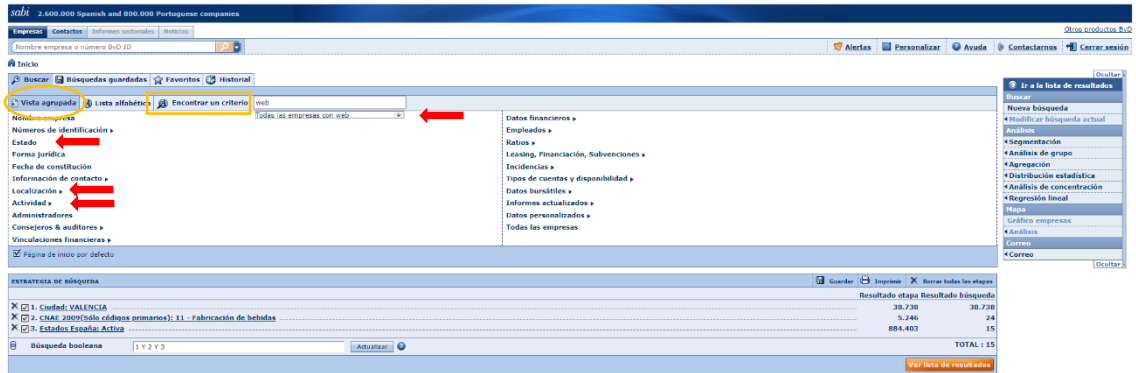 sabi 2.600.000 Spanish and 800.000 Portuguese companies
Empresas Contactos Informes sectoriales Noticias
Otros productos BvD
Nombre empresa o número BvD ID
Alertas Personalizar Ayuda Contactarnos Cerrar sesión
Inicio
Buscar Búsquedas guardadas Favoritos Historial
Vista agrupada Lista alfabética Encontrar un criterio web
Todas las empresas con web
Nombre empresa
Números de identificación
Estado
Forma jurídica
Fecha de constitución
Información de contacto
Localización
Actividad
Administradores
Consejeros & auditores
Vinculaciones financieras
Datos financieros
Empleados
Ratios
Leasing, Financiación, Subvenciones
Incidencias
Tipos de cuentas y disponibilidad
Datos bursátiles
Informes actualizados
Datos personalizados
Todas las empresas
Página de inicio por defecto
Ocultar
Ir a la lista de resultados
Buscar
Nueva búsqueda
Modificar búsqueda actual
Análisis
Segmentación
Análisis de grupo
Agregación
Distribución estadística
Análisis de concentración
Regresión lineal
Mapa
Gráfico empresas
Análisis
Correo
Correo
Ocultar
ESTRATEGIA DE BÚSQUEDA Guardar Imprimir Borrar todas las etapas
Resultado etapa Resultado búsqueda
1. Ciudad: VALENCIA 38.738 38.738
2. CNAE 2009(Sólo códigos primarios): 11 - Fabricación de bebidas 5.246 24
3. Estados España: Activa 884.403 15
Búsqueda booleana 1 Y 2 Y 3 Actualizar TOTAL : 15
Ver lista de resultados